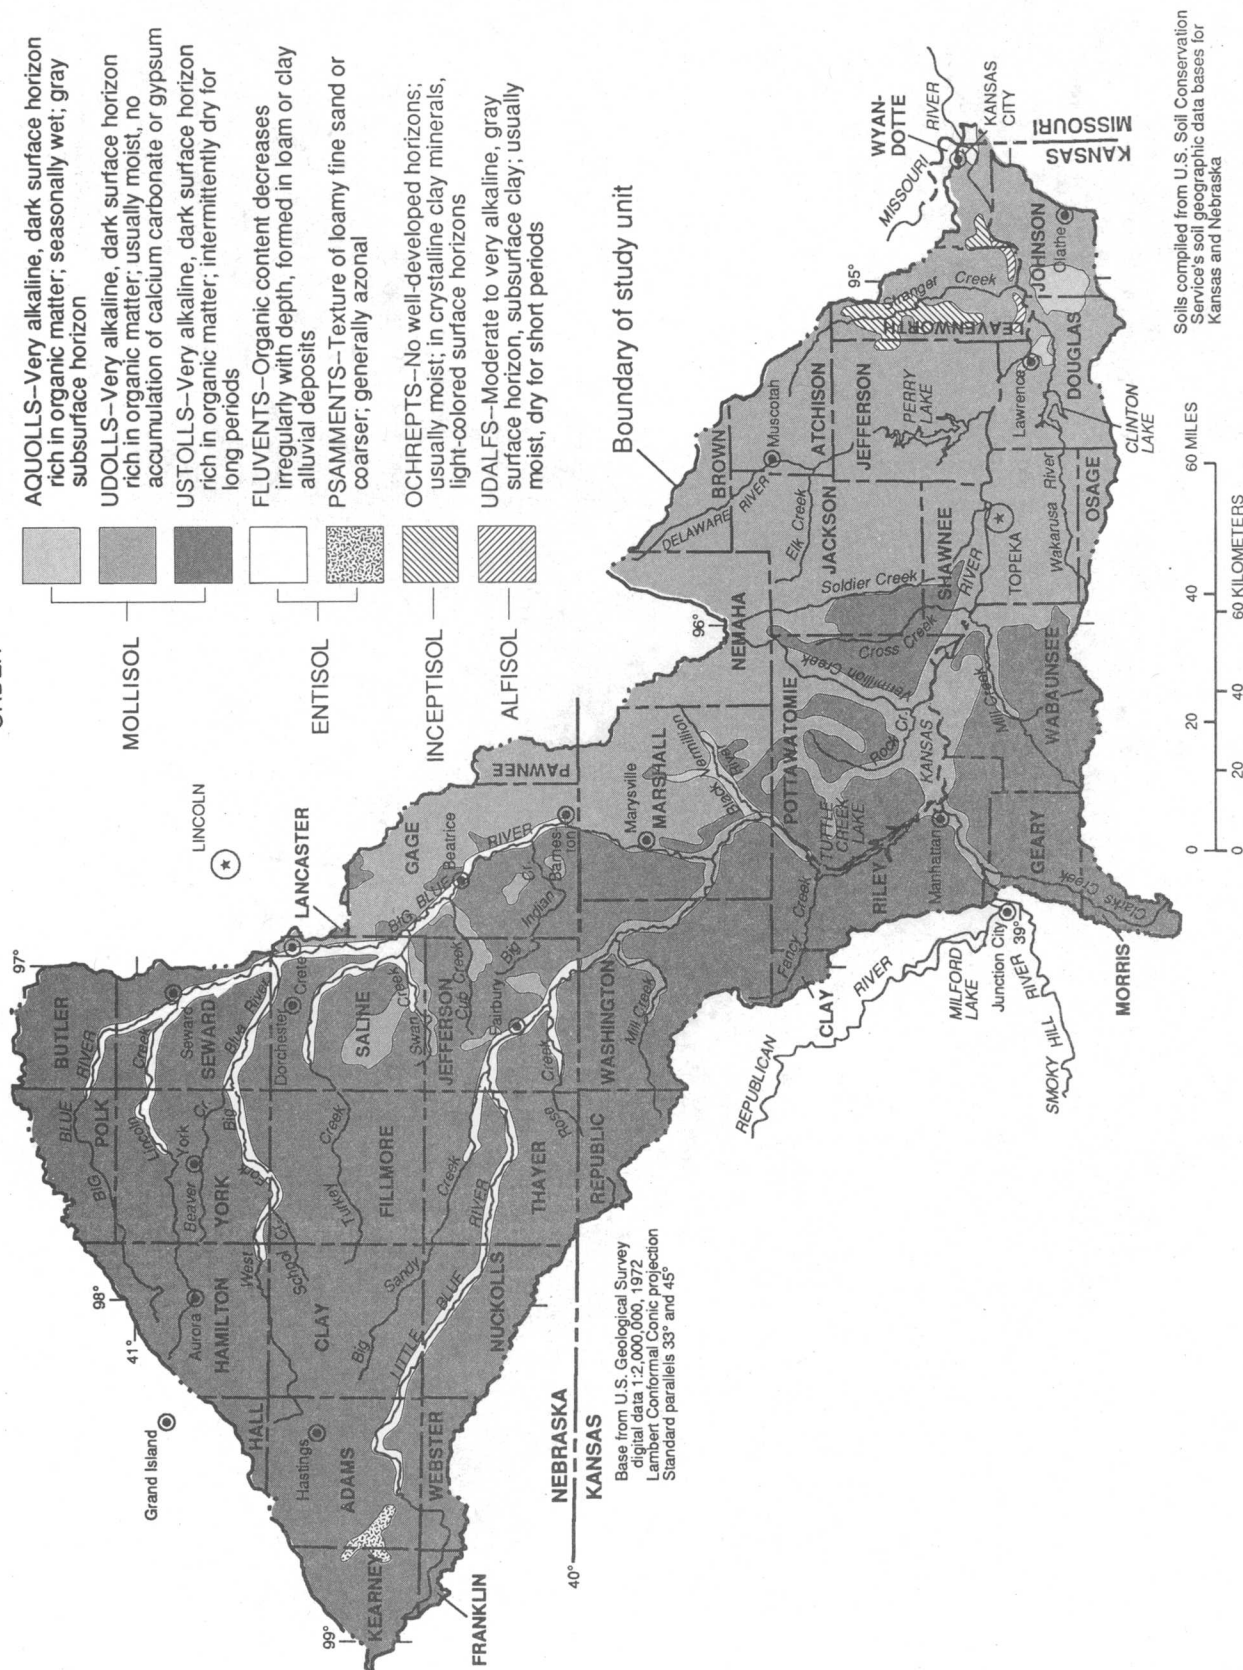 AQUOLLS–Very alkaline, dark surface horizon
rich in organic matter; seasonally wet; gray
subsurface horizon
UDOLLS–Very alkaline, dark surface horizon
rich in organic matter; usually moist, no
accumulation of calcium carbonate or gypsum
USTOLLS–Very alkaline, dark surface horizon
rich in organic matter; intermittently dry for
long periods
FLUVENTS–Organic content decreases
irregularly with depth, formed in loam or clay
alluvial deposits
PSAMMENTS–Texture of loamy fine sand or
coarser; generally azonal
OCHREPTS–No well-developed horizons;
usually moist; in crystalline clay minerals,
light-colored surface horizons
UDALFS–Moderate to very alkaline, gray
surface horizon, subsurface clay; usually
moist, dry for short periods
MOLLISOL
ENTISOL
INCEPTISOL
ALFISOL
Boundary of study unit
99°
98°
97°
96°
95°
41°
40°
39°
Grand Island
LINCOLN
LANCASTER
BUTLER
POLK
SEWARD
Seward
YORK
York
HAMILTON
Aurora
HALL
Hastings
ADAMS
KEARNEY
FRANKLIN
WEBSTER
CLAY
FILLMORE
SALINE
Dorchester
Crete
GAGE
Beatrice
Barnes-
ton
PAWNEE
JEFFERSON
Fairbury
THAYER
NUCKOLLS
BIG
BLUE
RIVER
Lincoln
Creek
Beaver
Cr.
West
Fork
Big
Blue
River
School Cr.
Turkey
Creek
Swan
Creek
Cub Creek
Big
Indian
Cr.
BIG BLUE
RIVER
Big
Sandy
Creek
LITTLE
BLUE
RIVER
Rose
Creek
NEBRASKA
KANSAS
REPUBLIC
WASHINGTON
Mill Creek
MARSHALL
Marysville
Black
Vermillion
River
NEMAHA
BROWN
DELAWARE
RIVER
Muscotah
ATCHISON
Elk Creek
JACKSON
Soldier Creek
JEFFERSON
PERRY
LAKE
LEAVENWORTH
Stranger
Creek
WYAN-
DOTTE
MISSOURI
RIVER
KANSAS
CITY
KANSAS
MISSOURI
JOHNSON
Olathe
DOUGLAS
Lawrence
CLINTON
LAKE
Wakarusa
River
OSAGE
SHAWNEE
TOPEKA
KANSAS
RIVER
Cross
Creek
Vermillion
Creek
Rock
Cr.
POTTAWATOMIE
TUTTLE
CREEK
LAKE
Mill Creek
WABAUNSEE
RILEY
Manhattan
Fancy
Creek
CLAY
GEARY
Clarks
Creek
MORRIS
Junction City
MILFORD
LAKE
REPUBLICAN
RIVER
SMOKY HILL
RIVER
Base from U.S. Geological Survey
digital data 1:2,000,000, 1972
Lambert Conformal Conic projection
Standard parallels 33° and 45°
0
20
40
60 MILES
0
20
40
60 KILOMETERS
Soils compiled from U.S. Soil Conservation
Service's soil geographic data bases for
Kansas and Nebraska